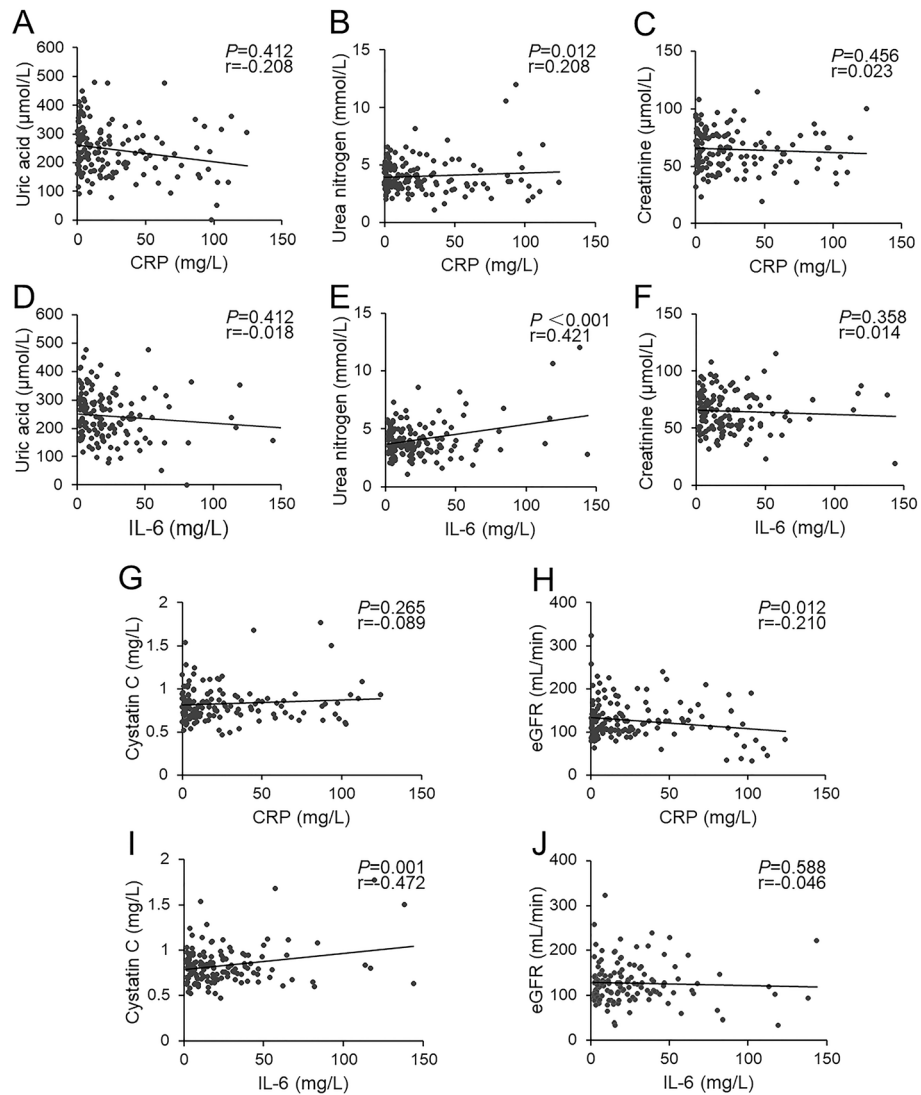 A
P=0.412
r=-0.208
Uric acid (μmol/L)
600
500
400
300
200
100
0
0 50 100 150
CRP (mg/L)
B
P=0.012
r=0.208
Urea nitrogen (mmol/L)
15
10
5
0
0 50 100 150
CRP (mg/L)
C
P=0.456
r=0.023
Creatinine (μmol/L)
150
100
50
0
0 50 100 150
CRP (mg/L)
D
P=0.412
r=-0.018
Uric acid (μmol/L)
600
500
400
300
200
100
0
0 50 100 150
IL-6 (mg/L)
E
P <0.001
r=0.421
Urea nitrogen (mmol/L)
15
10
5
0
0 50 100 150
IL-6 (mg/L)
F
P=0.358
r=0.014
Creatinine (μmol/L)
150
100
50
0
0 50 100 150
IL-6 (mg/L)
G
P=0.265
r=-0.089
Cystatin C (mg/L)
2
1.5
1
0.5
0
0 50 100 150
CRP (mg/L)
H
P=0.012
r=-0.210
eGFR (mL/min)
400
300
200
100
0
0 50 100 150
CRP (mg/L)
I
P=0.001
r=-0.472
Cystatin C (mg/L)
2
1.5
1
0.5
0
0 50 100 150
IL-6 (mg/L)
J
P=0.588
r=-0.046
eGFR (mL/min)
400
300
200
100
0
0 50 100 150
IL-6 (mg/L)